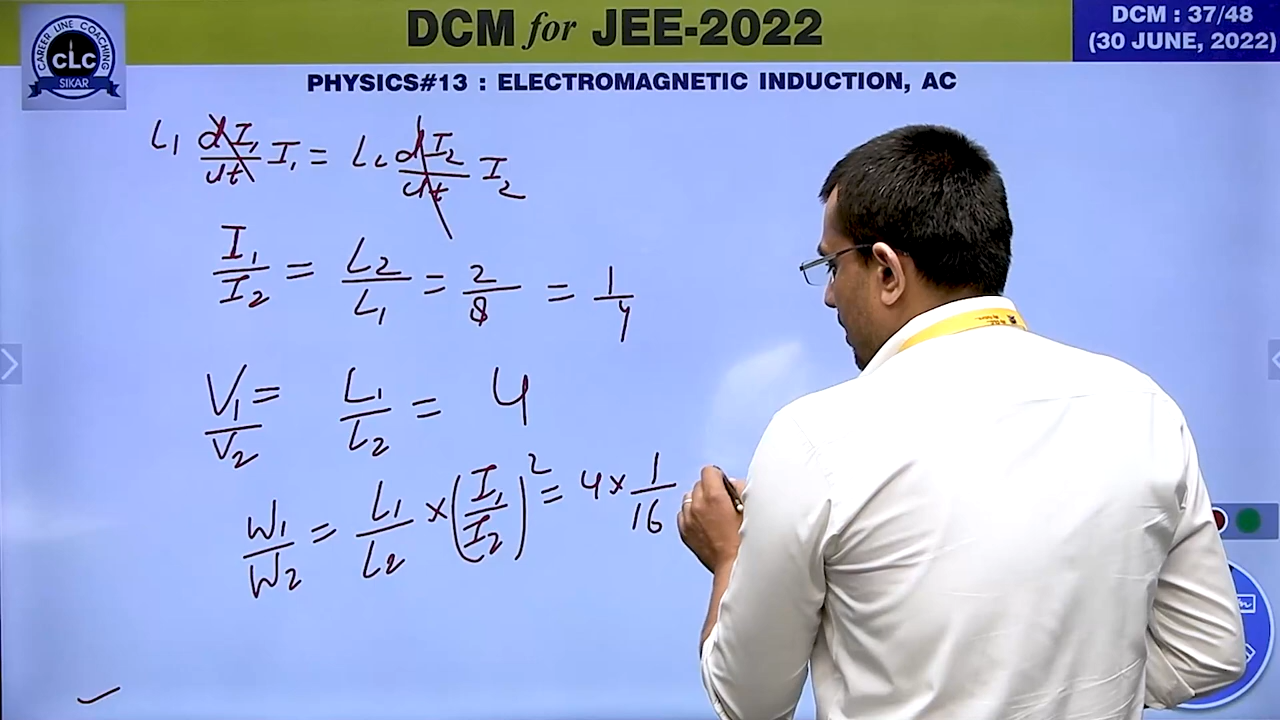 DCM for JEE-2022
DCM : 37/48
(30 JUNE, 2022)
CAREER LINE COACHING
CLC
SIKAR
PHYSICS#13 : ELECTROMAGNETIC INDUCTION, AC
L₁ dI₁/dt I₁ = L₂ dI₂/dt I₂
I₁/I₂ = L₂/L₁ = 2/8 = 1/4
V₁/V₂ = L₁/L₂ = 4
W₁/W₂ = L₁/L₂ × (I₁/I₂)² = 4 × 1/16